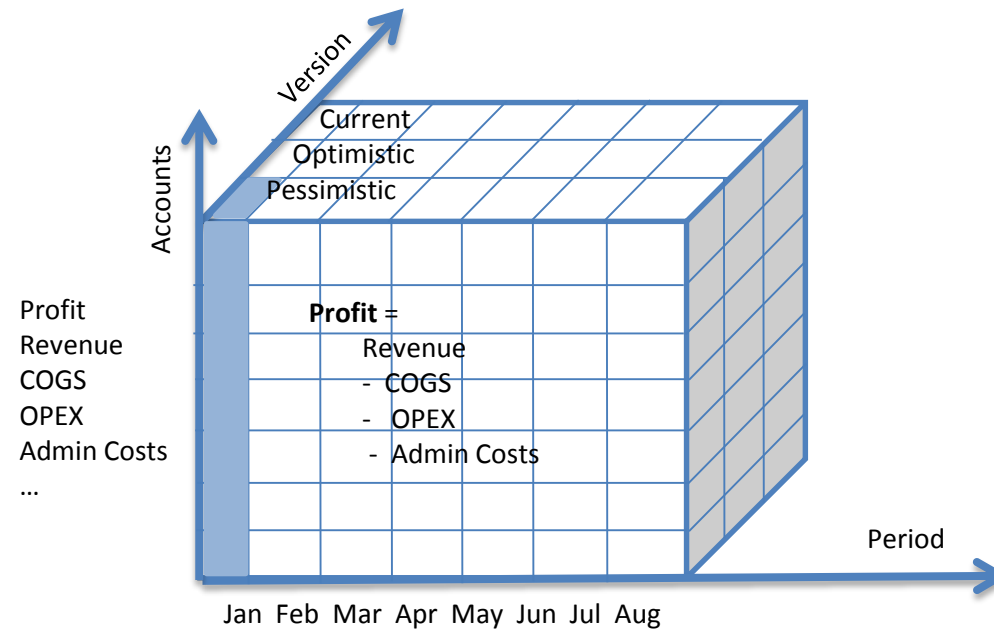 Version
Current
Optimistic
Pessimistic
Accounts
Profit
Revenue
COGS
OPEX
Admin Costs
...
Profit =
Revenue
- COGS
- OPEX
- Admin Costs
Period
Jan Feb Mar Apr May Jun Jul Aug